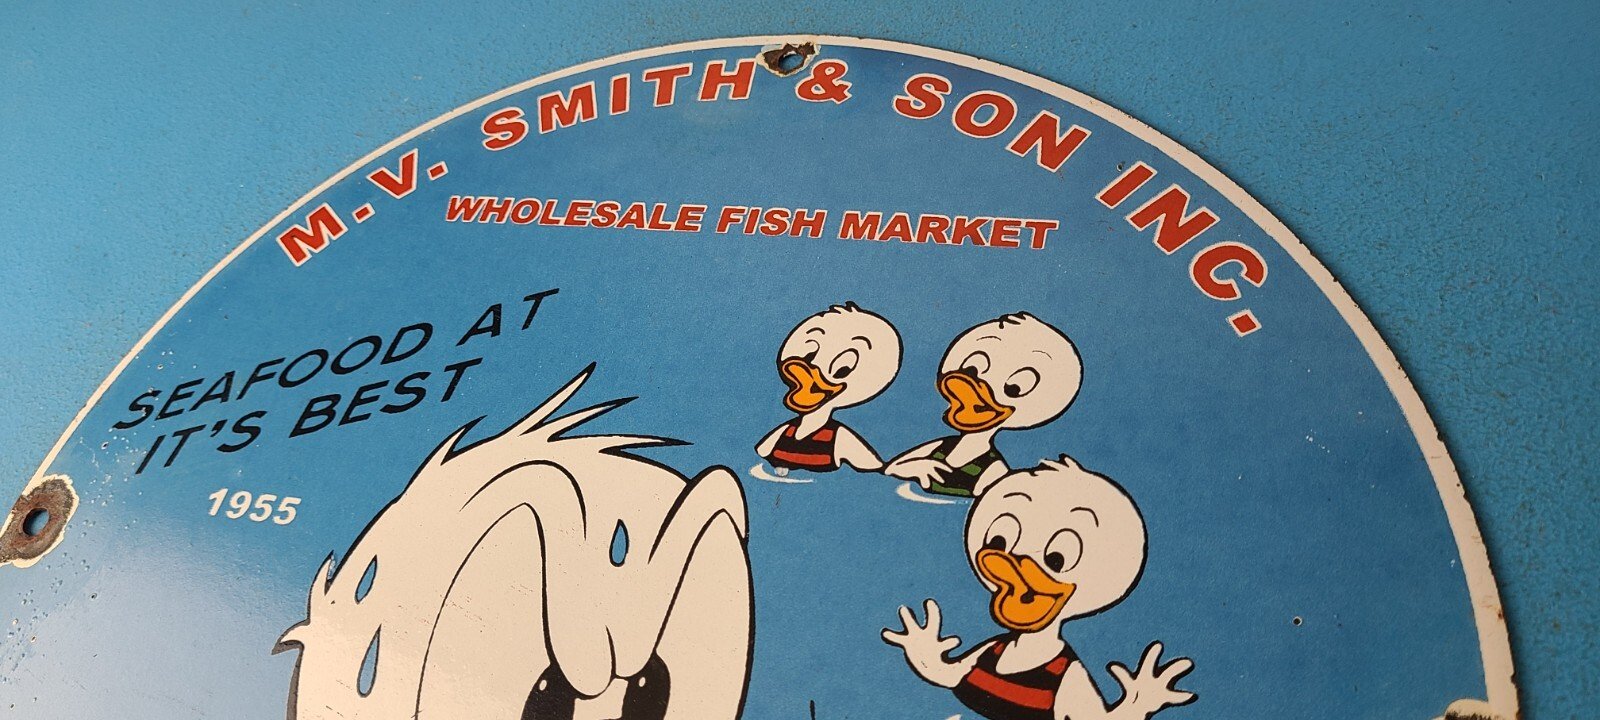 M.V. SMITH & SON INC.
WHOLESALE FISH MARKET
SEAFOOD AT
IT'S BEST
1955